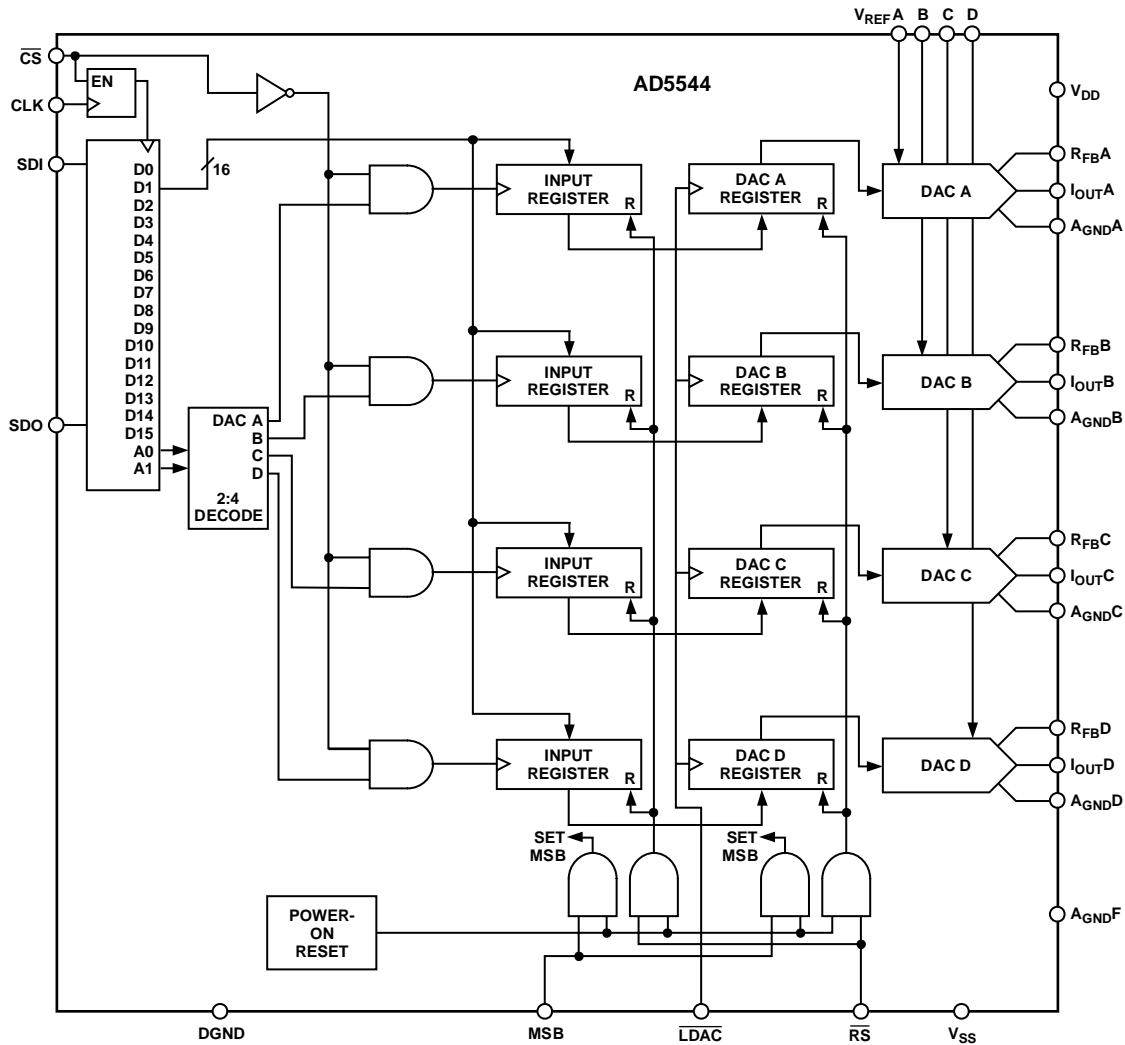 V_REF A B C D
C̅S̅
AD5544
EN
V_DD
CLK
R_FB A
SDI
D0
16
INPUT
REGISTER
R
DAC A
REGISTER
R
DAC A
I_OUT A
A_GND A
D1
D2
D3
D4
D5
D6
D7
D8
D9
D10
D11
D12
D13
D14
D15
A0
A1
INPUT
REGISTER
R
DAC B
REGISTER
R
DAC B
R_FB B
I_OUT B
A_GND B
SDO
DAC A
B
C
D
2:4
DECODE
INPUT
REGISTER
R
DAC C
REGISTER
R
DAC C
R_FB C
I_OUT C
A_GND C
INPUT
REGISTER
R
DAC D
REGISTER
R
DAC D
R_FB D
I_OUT D
A_GND D
SET
MSB
SET
MSB
POWER-
ON
RESET
A_GND F
DGND
MSB
L̅D̅A̅C̅
R̅S̅
V_SS